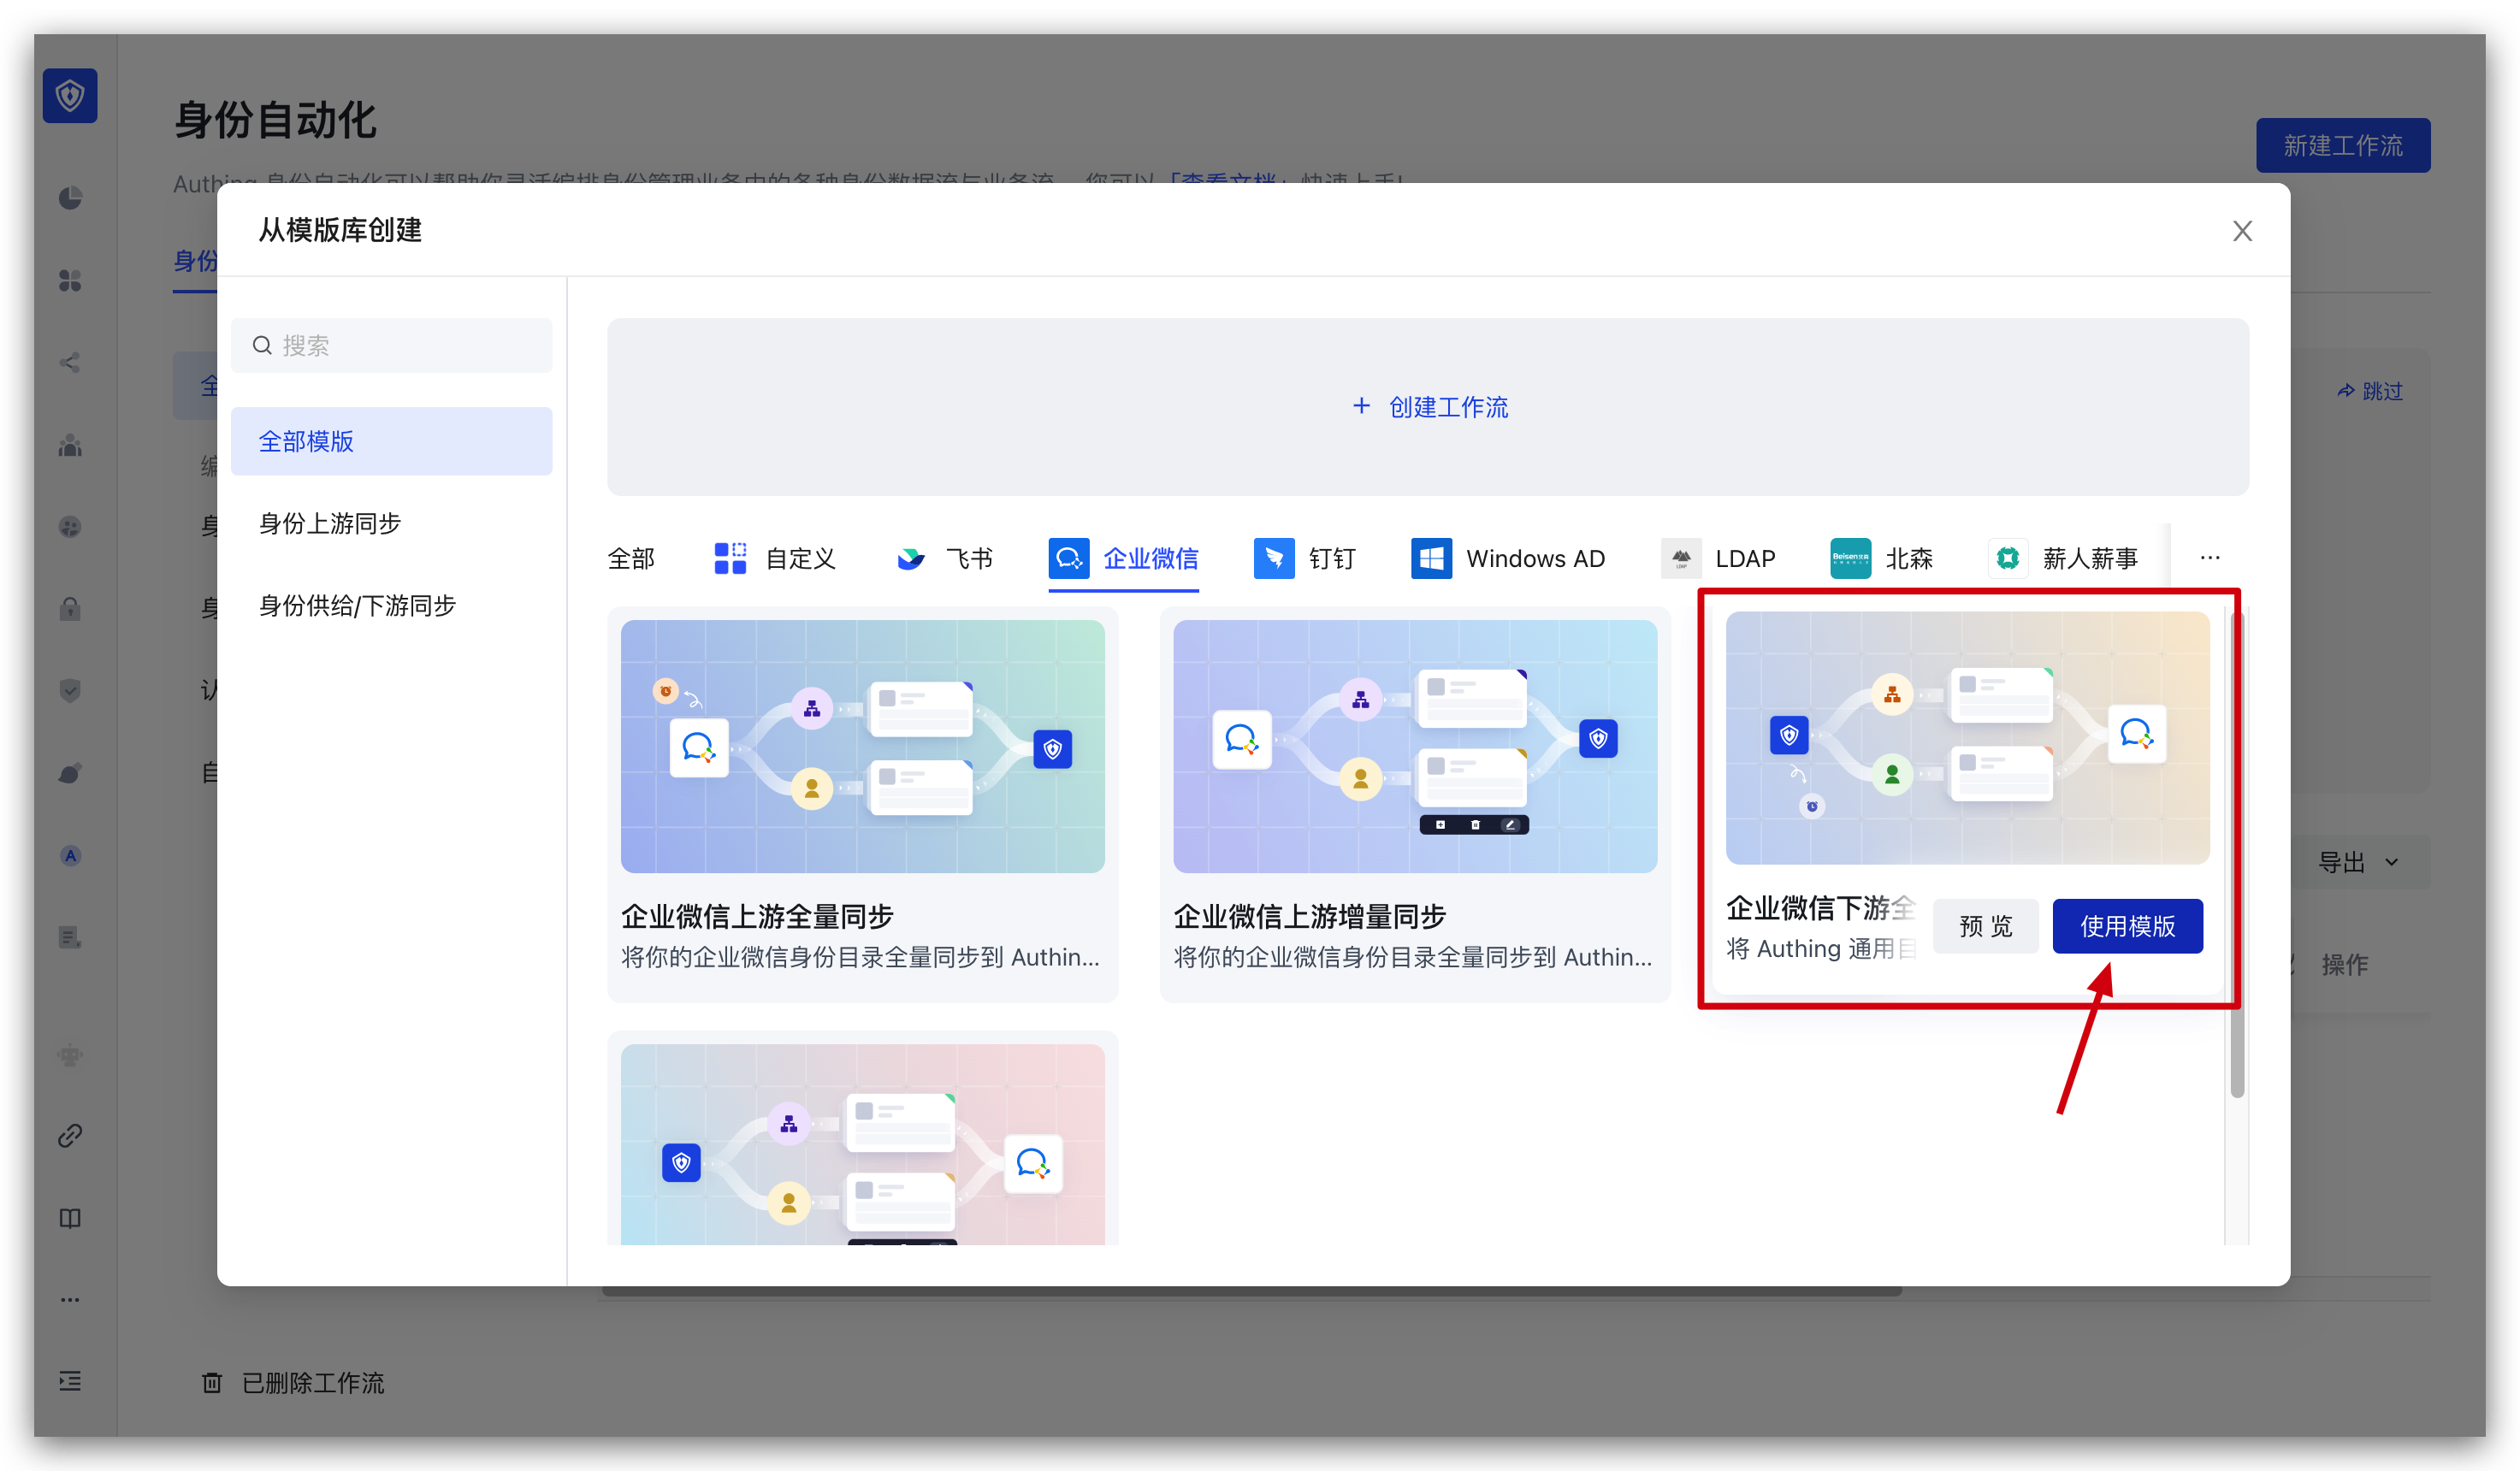 身份自动化
新建工作流
Authing 身份自动化可以帮助你灵活编排身份管理业务中的各种身份数据流与业务流，您可以「查看文档」快速上手!
从模版库创建
X
身份
搜索
全
跳过
+ 创建工作流
全部模版
编
身份上游同步
全部 自定义 飞书 企业微信 钉钉 Windows AD LDAP 北森 薪人薪事 ...
身份供给/下游同步
Beisen北森
LDAP
身
身
认
自
A
导出
企业微信上游全量同步
企业微信上游增量同步
企业微信下游全
预 览
使用模版
将你的企业微信身份目录全量同步到 Authin...
将你的企业微信身份目录全量同步到 Authin...
将 Authing 通用目
操作
已删除工作流